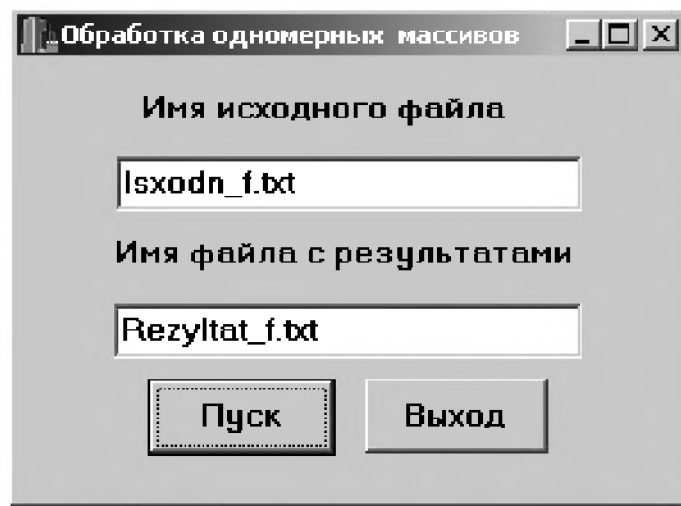 Обработка одномерных массивов
Имя исходного файла
Isxodn_f.txt
Имя файла с результатами
Rezyltat_f.txt
Пуск Выход